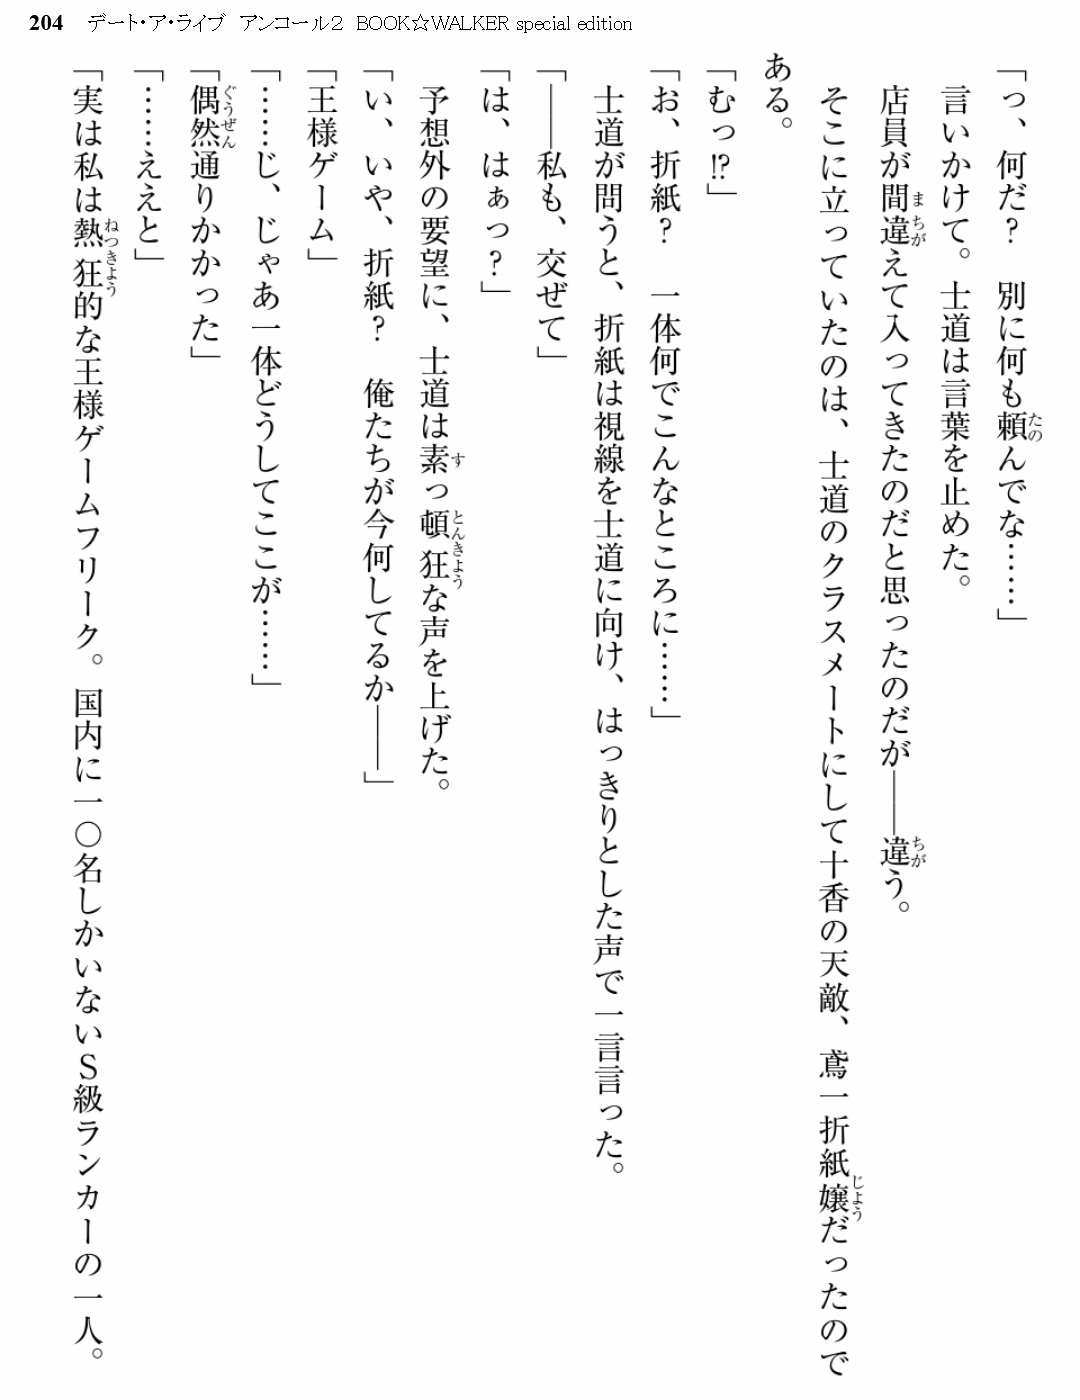 204 デート・ア・ライブ アンコール2 BOOK☆WALKER special edition
「っ、何だ？ 別に何も頼んでな……」
言いかけて。士道は言葉を止めた。
店員が間違えて入ってきたのだと思ったのだが――違う。
そこに立っていたのは、士道のクラスメートにして十香の天敵、鳶一折紙嬢だったので
ある。
「むっ!?」
「お、折紙？ 一体何でこんなところに……」
士道が問うと、折紙は視線を士道に向け、はっきりとした声で一言言った。
「――私も、交ぜて」
「は、はぁっ？」
予想外の要望に、士道は素っ頓狂な声を上げた。
「い、いや、折紙？ 俺たちが今何してるか――」
「王様ゲーム」
「……じ、じゃあ一体どうしてここが……」
「偶然通りかかった」
「……ええと」
「実は私は熱狂的な王様ゲームフリーク。国内に一〇名しかいないＳ級ランカーの一人。